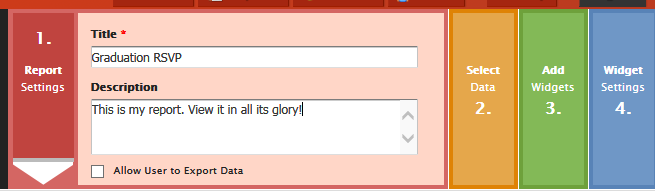 1.
Report
Settings
Title *
Graduation RSVP
Description
This is my report. View it in all its glory!
Allow User to Export Data
Select
Data
2.
Add
Widgets
3.
Widget
Settings
4.